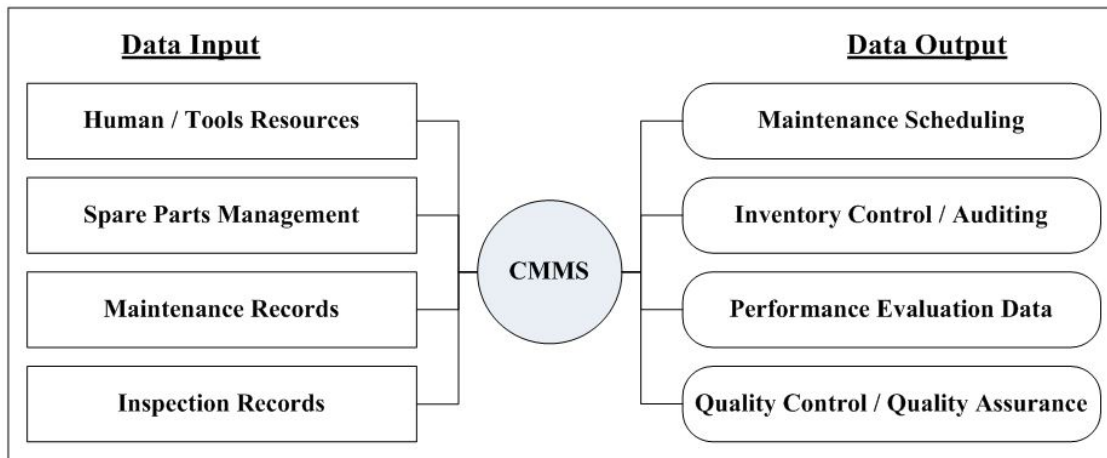 Data Input
Human / Tools Resources
Spare Parts Management
Maintenance Records
Inspection Records
CMMS
Data Output
Maintenance Scheduling
Inventory Control / Auditing
Performance Evaluation Data
Quality Control / Quality Assurance